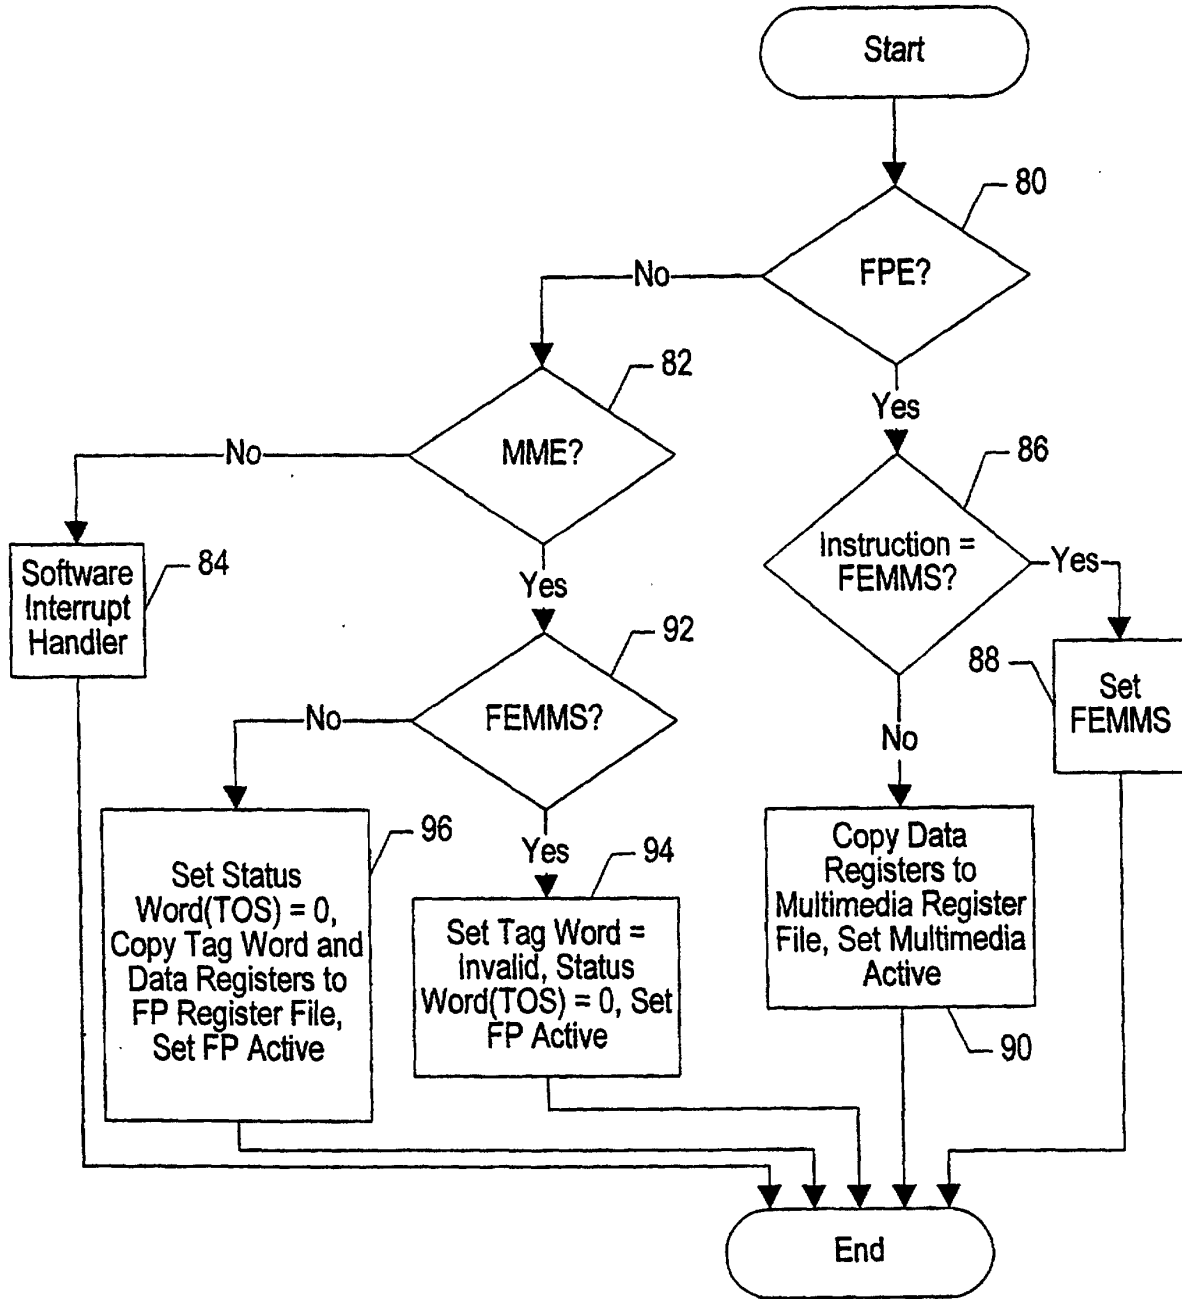 Start
80
FPE?
No
82
Yes
MME?
86
No
Instruction =
FEMMS?
Yes
84
Software
Interrupt
Handler
Yes
92
88
Set
FEMMS
FEMMS?
No
No
96
Yes
94
Copy Data
Registers to
Multimedia Register
File, Set Multimedia
Active
Set Status
Word(TOS) = 0,
Copy Tag Word and
Data Registers to
FP Register File,
Set FP Active
Set Tag Word =
Invalid, Status
Word(TOS) = 0, Set
FP Active
90
End